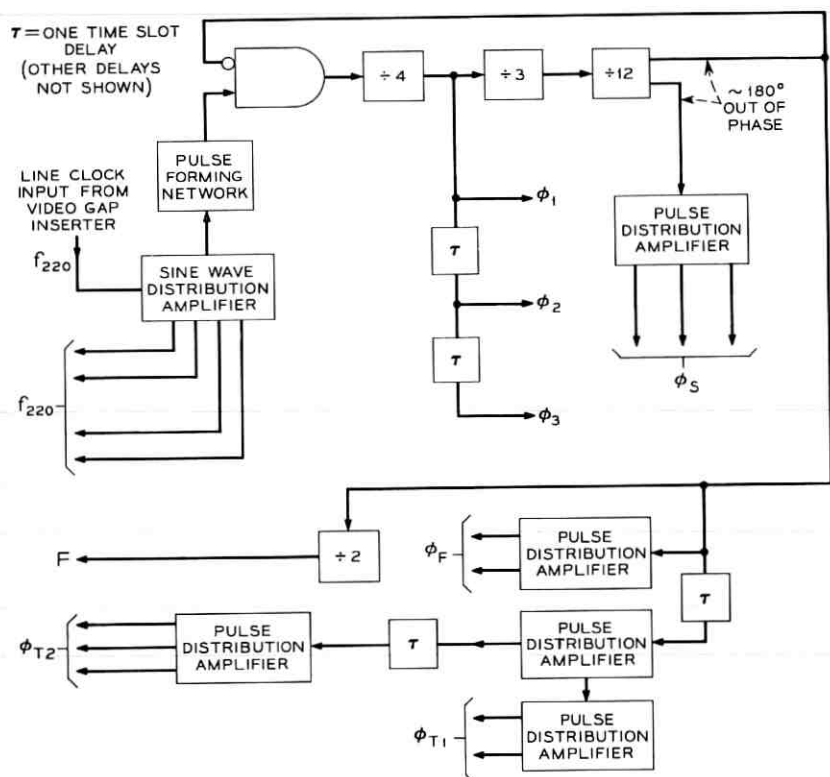 τ = ONE TIME SLOT
DELAY
(OTHER DELAYS
NOT SHOWN)
÷4
÷3
÷12
~180°
OUT OF
PHASE
PULSE
FORMING
NETWORK
LINE CLOCK
INPUT FROM
VIDEO GAP
INSERTER
f220
SINE WAVE
DISTRIBUTION
AMPLIFIER
f220
ϕ1
τ
ϕ2
τ
ϕ3
PULSE
DISTRIBUTION
AMPLIFIER
ϕS
F
÷2
ϕF
PULSE
DISTRIBUTION
AMPLIFIER
τ
ϕT2
PULSE
DISTRIBUTION
AMPLIFIER
τ
PULSE
DISTRIBUTION
AMPLIFIER
ϕT1
PULSE
DISTRIBUTION
AMPLIFIER